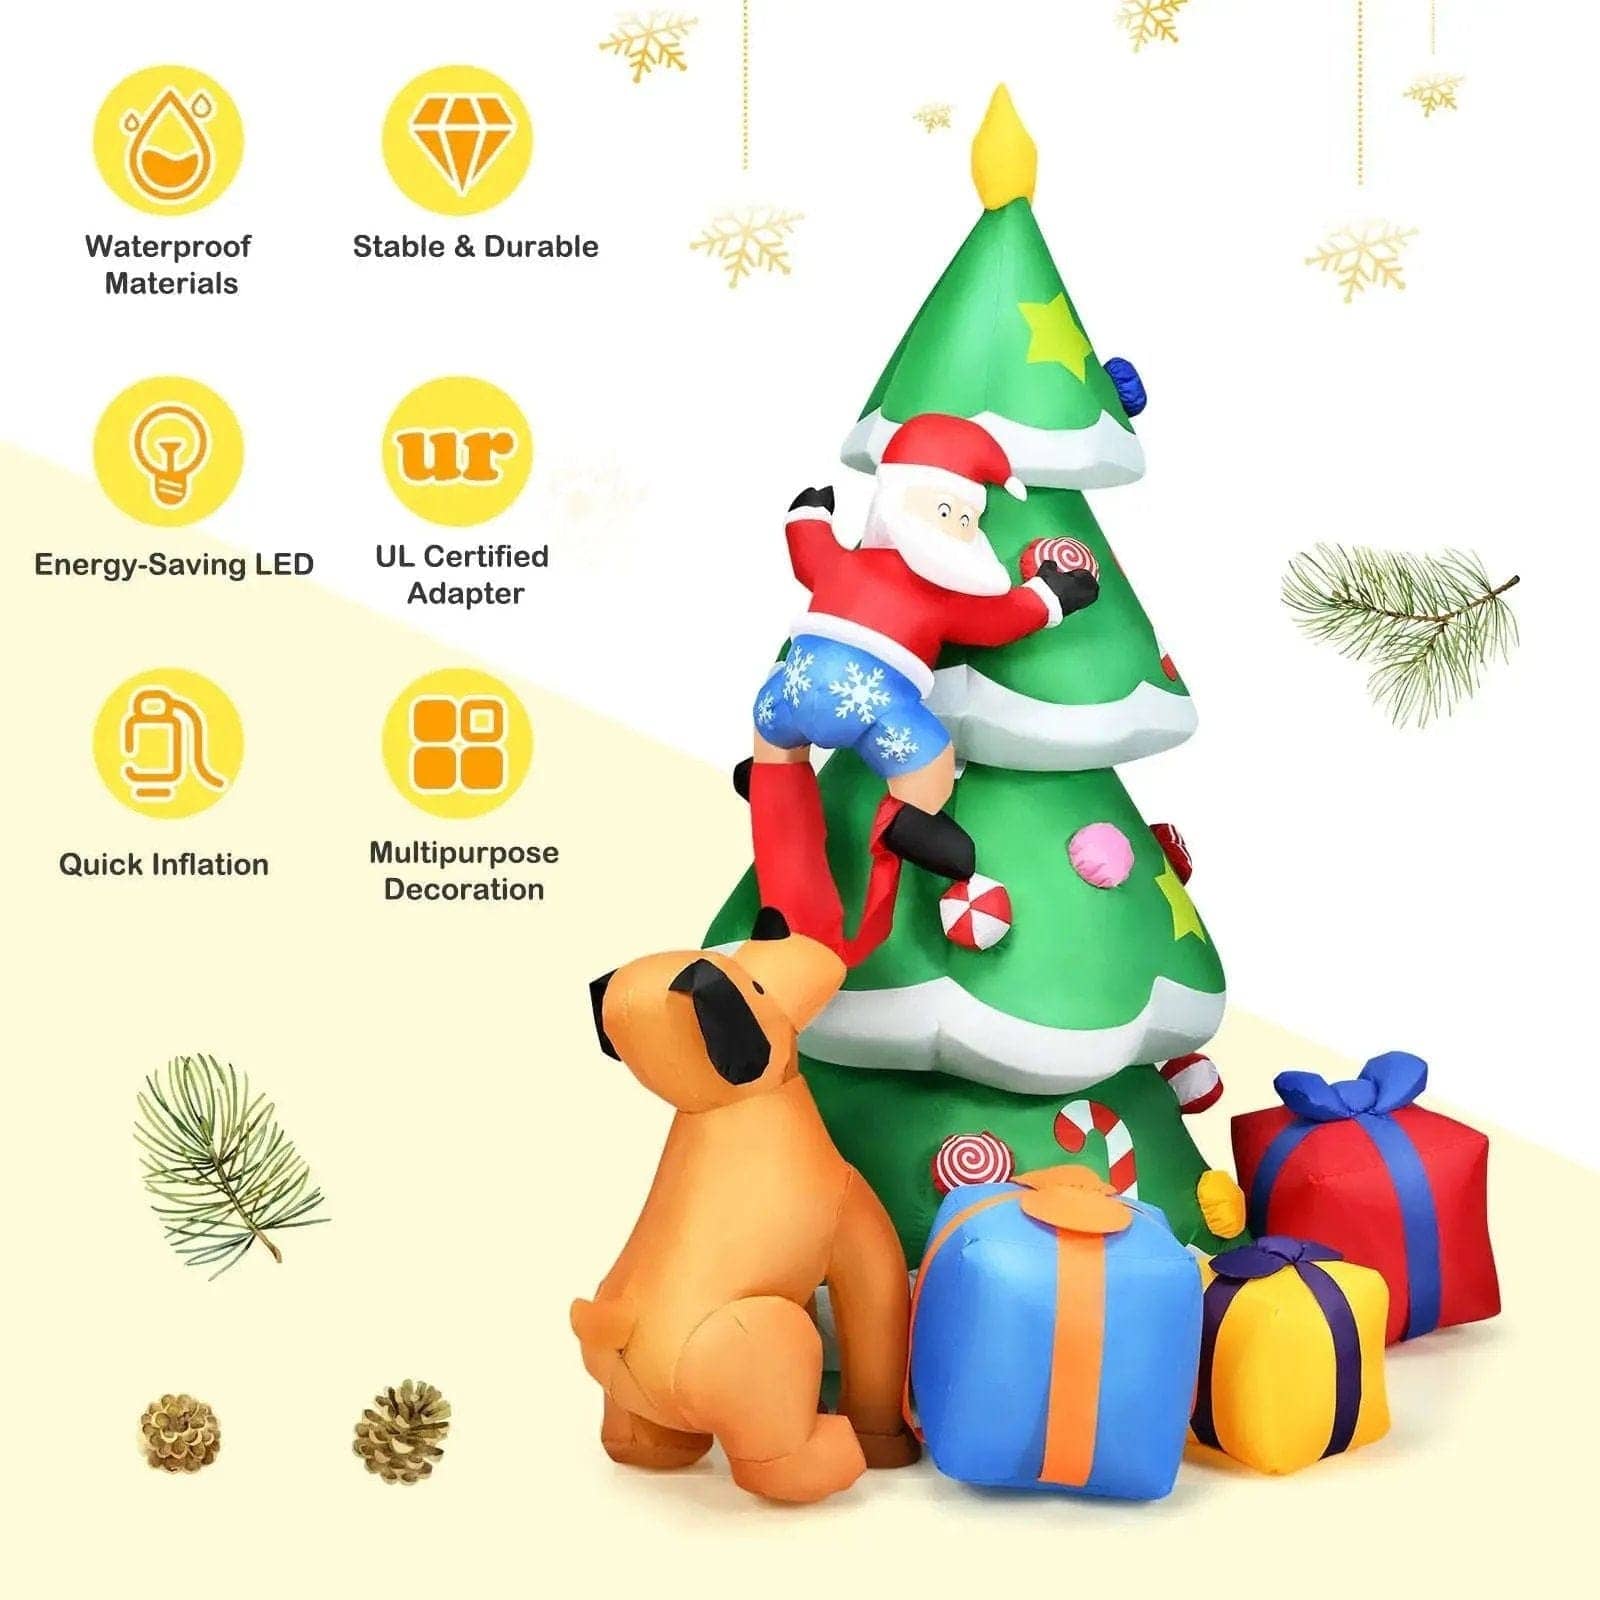 Waterproof
Materials
Stable & Durable
Energy-Saving LED
ur
UL Certified
Adapter
Quick Inflation
Multipurpose
Decoration